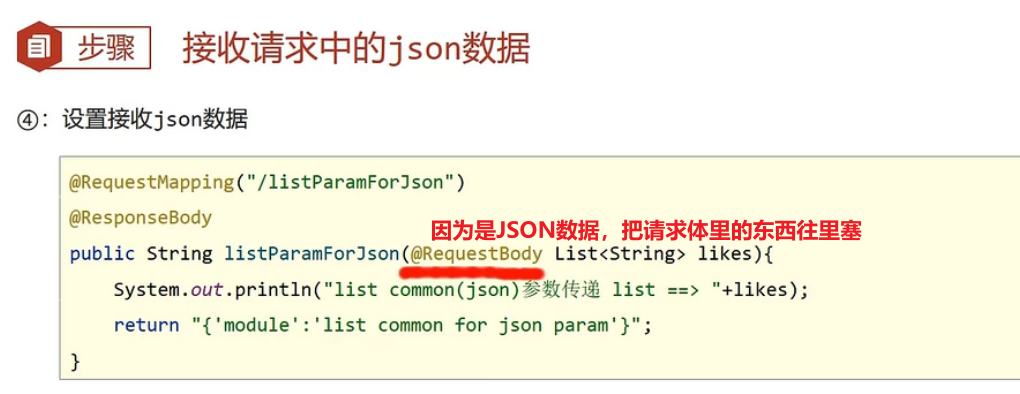 步骤 接收请求中的json数据
④：设置接收json数据
@RequestMapping("/listParamForJson")
@ResponseBody
因为是JSON数据，把请求体里的东西往里塞
public String listParamForJson(@RequestBody List<String> likes){
System.out.println("list common(json)参数传递 list ==> "+likes);
return "{'module':'list common for json param'}";
}